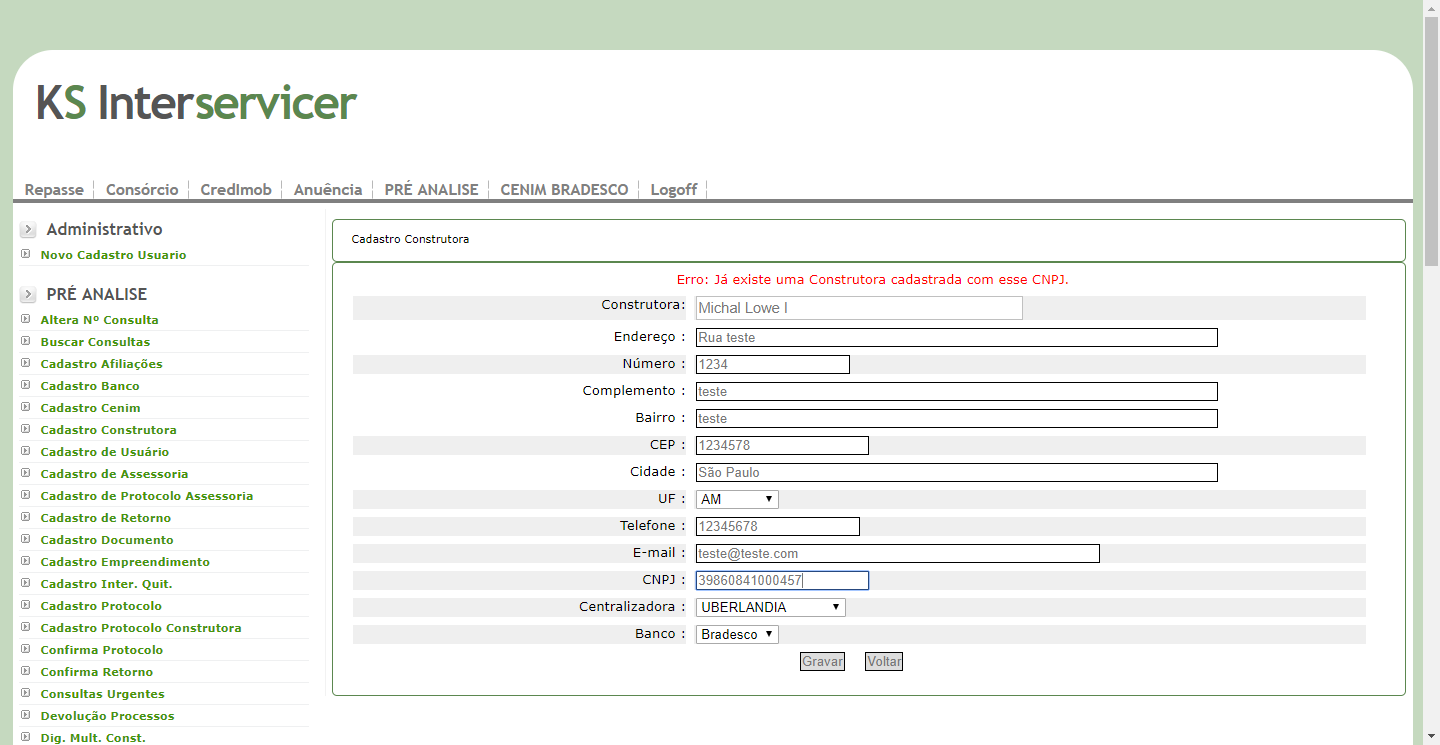 KS Interservicer
Repasse Consórcio CredImob Anuência PRÉ ANALISE CENIM BRADESCO Logoff
Administrativo
Novo Cadastro Usuario
PRÉ ANALISE
Altera Nº Consulta
Buscar Consultas
Cadastro Afiliações
Cadastro Banco
Cadastro Cenim
Cadastro Construtora
Cadastro de Usuário
Cadastro de Assessoria
Cadastro de Protocolo Assessoria
Cadastro de Retorno
Cadastro Documento
Cadastro Empreendimento
Cadastro Inter. Quit.
Cadastro Protocolo
Cadastro Protocolo Construtora
Confirma Protocolo
Confirma Retorno
Consultas Urgentes
Devolução Processos
Dig. Mult. Const.
Cadastro Construtora
Erro: Já existe uma Construtora cadastrada com esse CNPJ.
Construtora: Michal Lowe I
Endereço : Rua teste
Número : 1234
Complemento : teste
Bairro : teste
CEP : 1234578
Cidade : São Paulo
UF : AM
Telefone : 12345678
E-mail : teste@teste.com
CNPJ : 39860841000457
Centralizadora : UBERLANDIA
Banco : Bradesco
Gravar Voltar